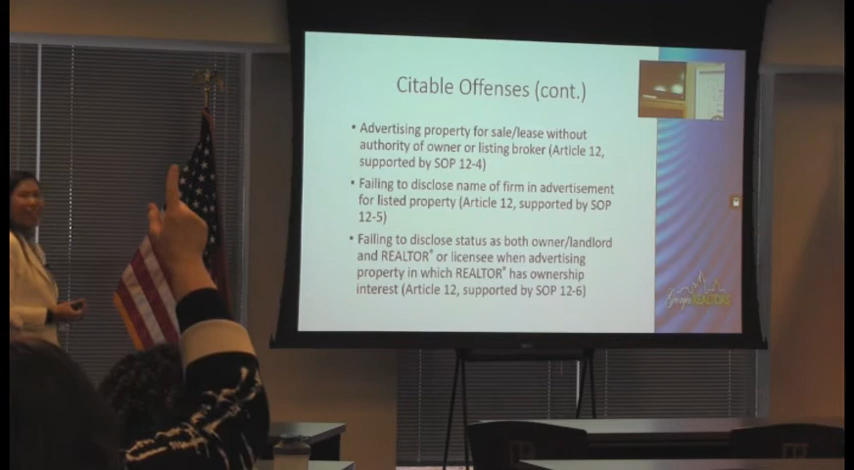 Citable Offenses (cont.)
• Advertising property for sale/lease without
authority of owner or listing broker (Article 12,
supported by SOP 12-4)
• Failing to disclose name of firm in advertisement
for listed property (Article 12, supported by SOP
12-5)
• Failing to disclose status as both owner/landlord
and REALTOR® or licensee when advertising
property in which REALTOR® has ownership
interest (Article 12, supported by SOP 12-6)
Georgia REALTORS